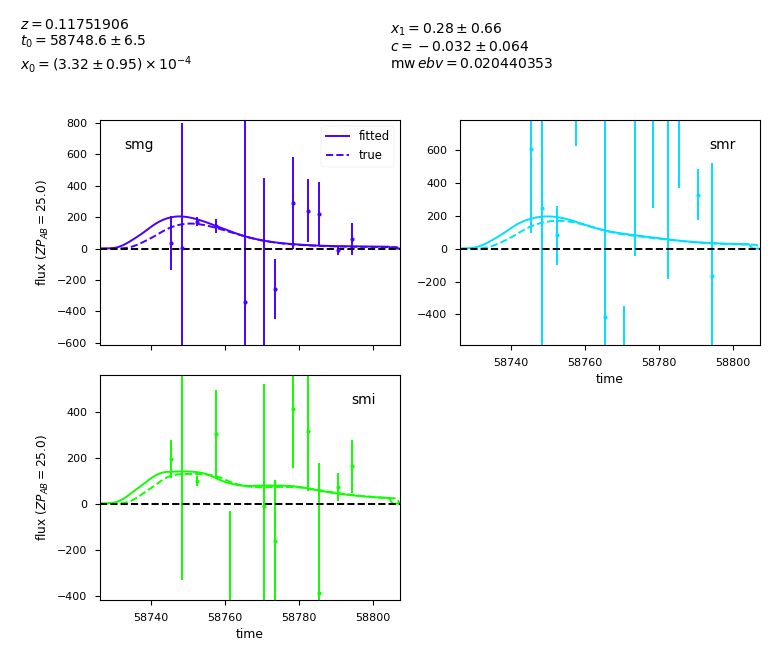 z = 0.11751906
t₀ = 58748.6 ± 6.5
x₀ = (3.32 ± 0.95) × 10⁻⁴
x₁ = 0.28 ± 0.66
c = −0.032 ± 0.064
mw ebv = 0.020440353
smg
fitted
true
800
600
400
200
0
−200
−400
−600
flux (ZP_AB = 25.0)
smr
600
400
200
0
−200
−400
58740 58760 58780 58800
time
smi
400
200
0
−200
−400
flux (ZP_AB = 25.0)
58740 58760 58780 58800
time